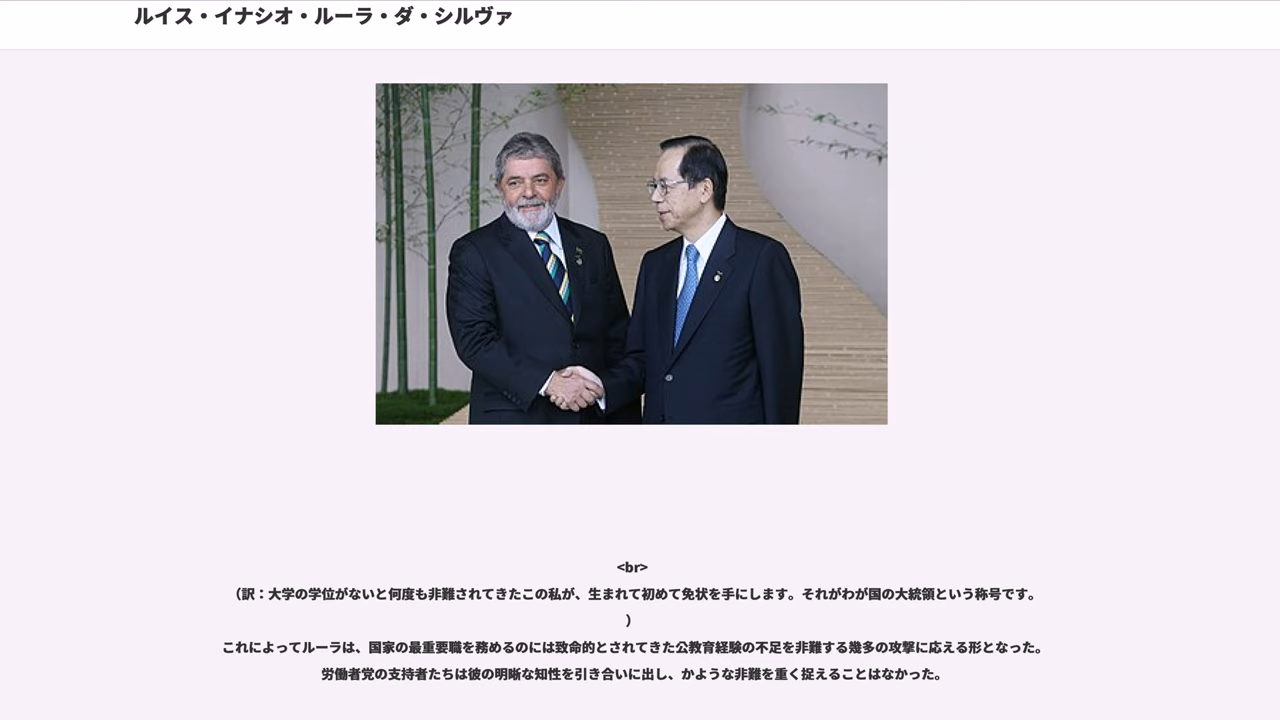 ルイス・イナシオ・ルーラ・ダ・シルヴァ
<br>
（訳：大学の学位がないと何度も非難されてきたこの私が、生まれて初めて免状を手にします。それがわが国の大統領という称号です。
）
これによってルーラは、国家の最重要職を務めるのには致命的とされてきた公教育経験の不足を非難する幾多の攻撃に応える形となった。
労働者党の支持者たちは彼の明晰な知性を引き合いに出し、かような非難を重く捉えることはなかった。